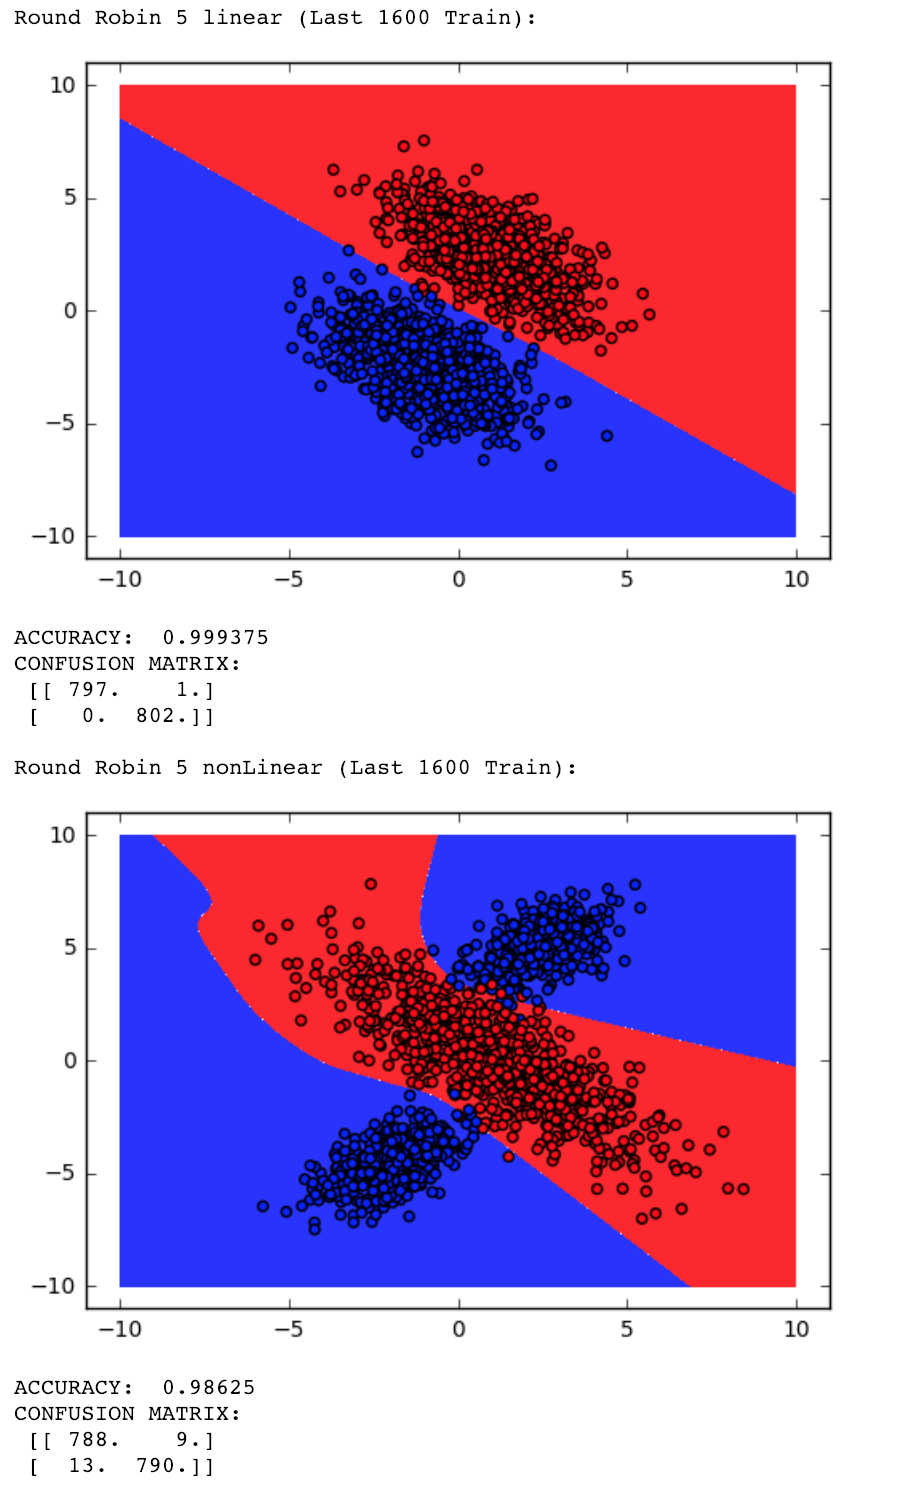 Round Robin 5 linear (Last 1600 Train):
10
5
0
−5
−10
−10 −5 0 5 10
ACCURACY:  0.999375
CONFUSION MATRIX:
[[ 797.    1.]
[   0.  802.]]
Round Robin 5 nonLinear (Last 1600 Train):
10
5
0
−5
−10
−10 −5 0 5 10
ACCURACY:  0.98625
CONFUSION MATRIX:
[[ 788.    9.]
[  13.  790.]]